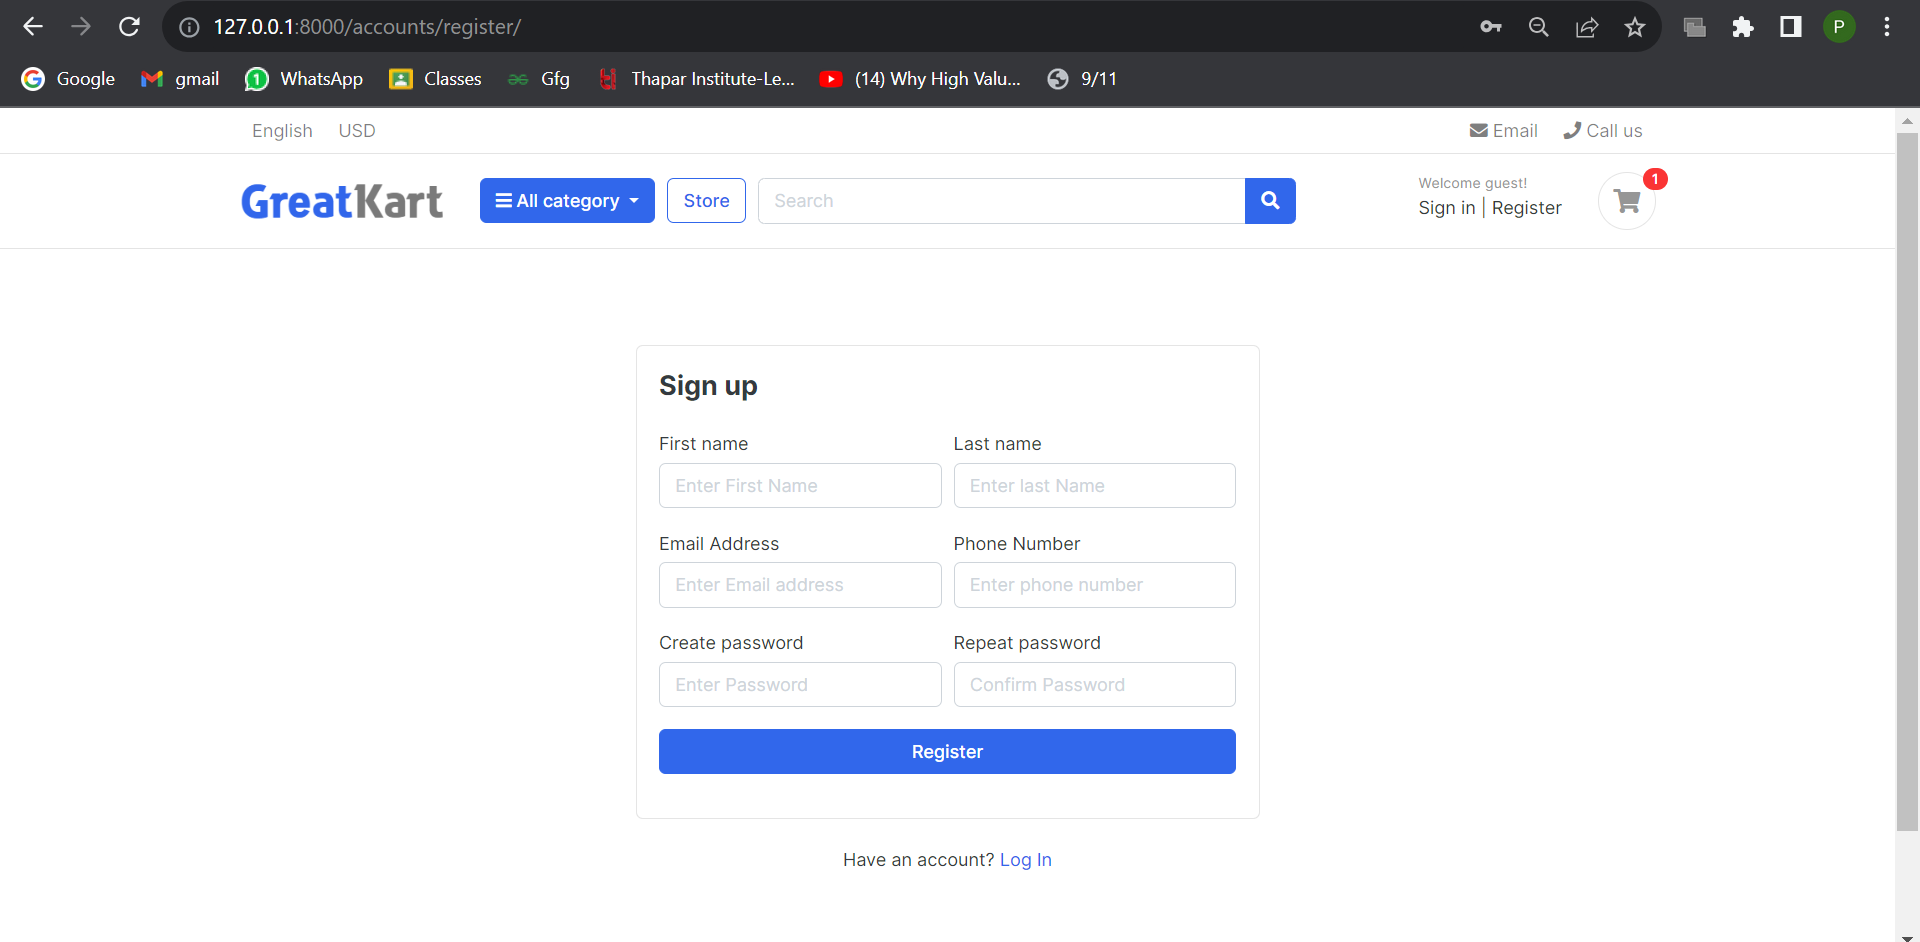 127.0.0.1:8000/accounts/register/
P
Google gmail 1 WhatsApp Classes Gfg Thapar Institute-Le... (14) Why High Valu... 9/11
English USD Email Call us
GreatKart All category Store Search
Welcome guest!
Sign in | Register
1
Sign up
First name Last name
Enter First Name Enter last Name
Email Address Phone Number
Enter Email address Enter phone number
Create password Repeat password
Enter Password Confirm Password
Register
Have an account? Log In